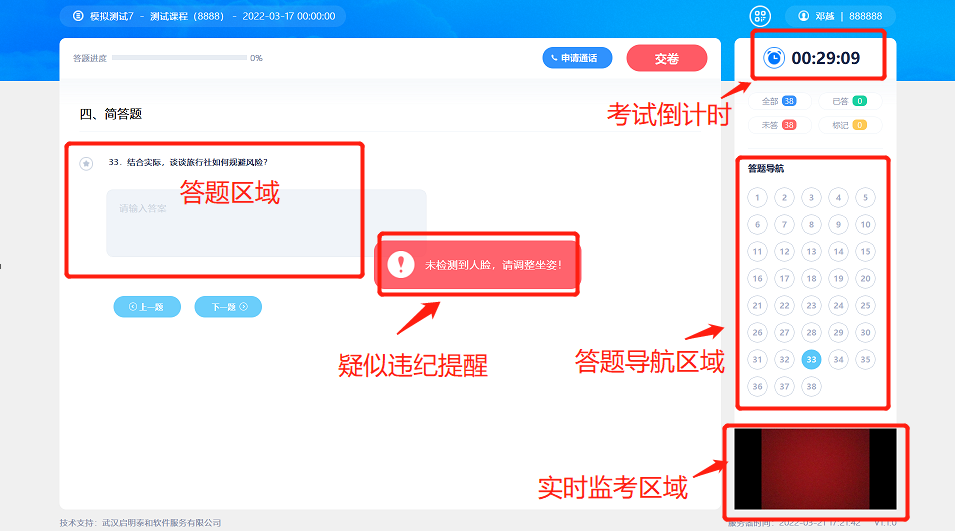 模拟测试7 - 测试课程（8888） - 2022-03-17 00:00:00
邓越 | 888888
答题进度 0%
申请通话
交卷
00:29:09
考试倒计时
全部 38
已答 0
未答 38
标记 0
四、简答题
33. 结合实际，谈谈旅行社如何规避风险？
答题区域
请输入答案
未检测到人脸，请调整坐姿！
上一题
下一题
疑似违纪提醒
答题导航
1 2 3 4 5
6 7 8 9 10
11 12 13 14 15
16 17 18 19 20
21 22 23 24 25
26 27 28 29 30
31 32 33 34 35
36 37 38
答题导航区域
实时监考区域
技术支持：武汉启明泰和软件服务有限公司
服务器时间：2022-03-21 17:21:42 V1.1.0